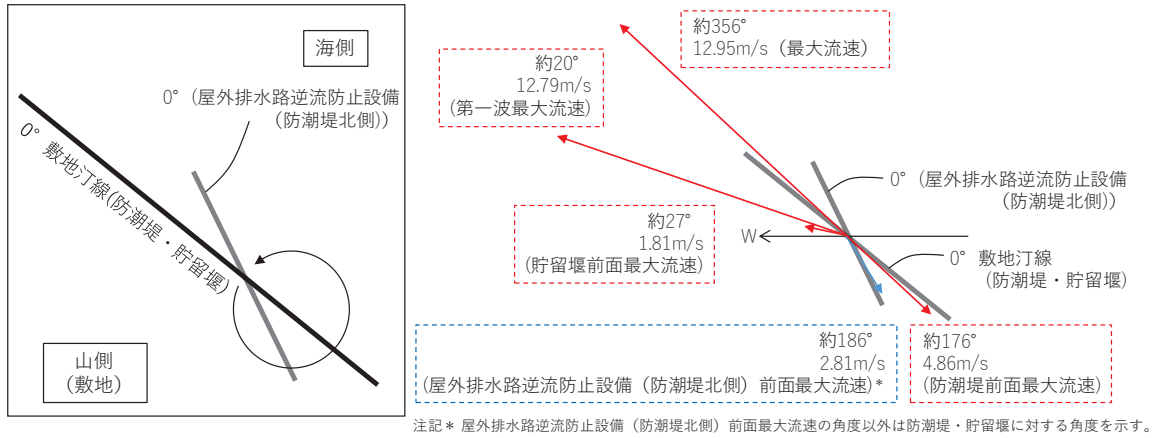 海側
0°（屋外排水路逆流防止設備
（防潮堤北側））
0° 敷地汀線(防潮堤・貯留堰)
山側
（敷地）
約356°
12.95m/s（最大流速）
約20°
12.79m/s
(第一波最大流速）
約27°
1.81m/s
(貯留堰前面最大流速）
W
0°（屋外排水路逆流防止設備
（防潮堤北側））
0° 敷地汀線
（防潮堤・貯留堰）
約186°
2.81m/s
(屋外排水路逆流防止設備（防潮堤北側）前面最大流速）*
約176°
4.86m/s
(防潮堤前面最大流速）
注記＊ 屋外排水路逆流防止設備（防潮堤北側）前面最大流速の角度以外は防潮堤・貯留堰に対する角度を示す。